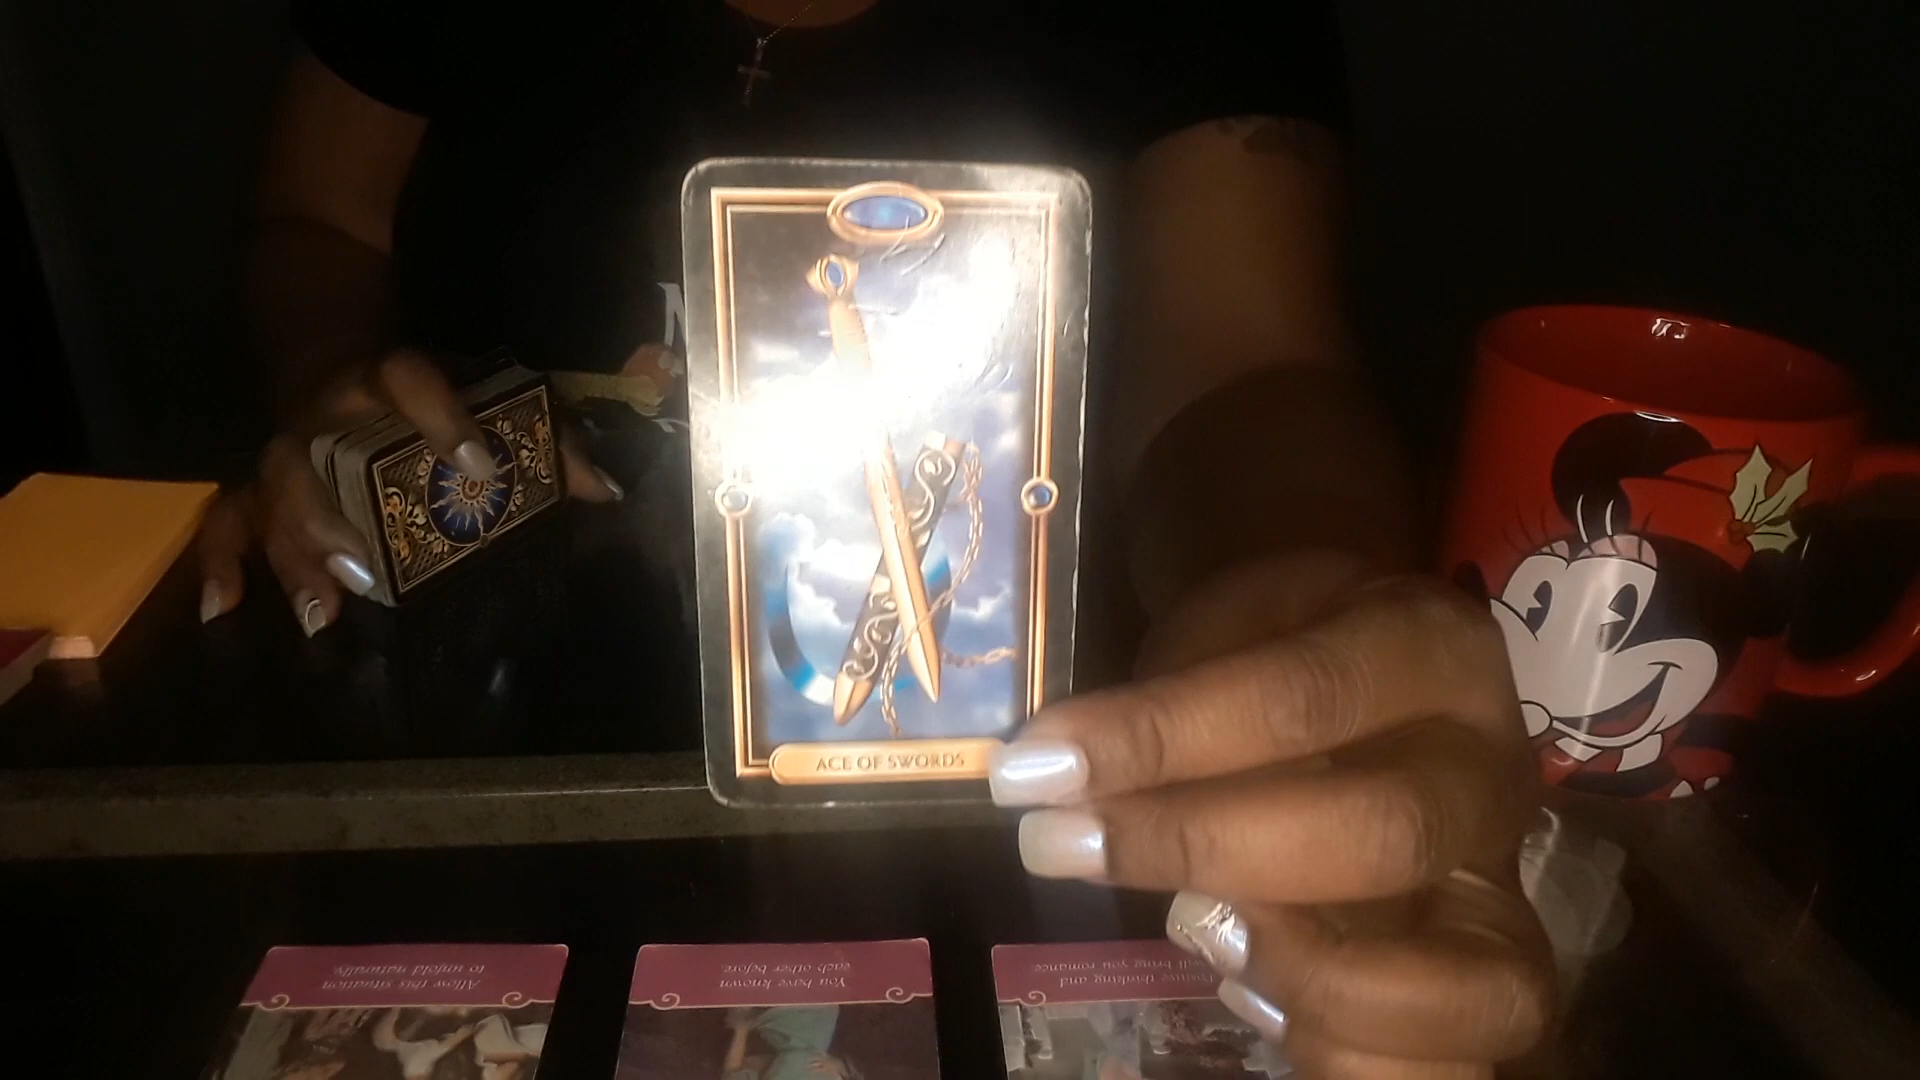 ACE OF SWORDS
Allow this situation
to unfold naturally.
You have known
each other before.
Positive thinking and
will bring you romance.